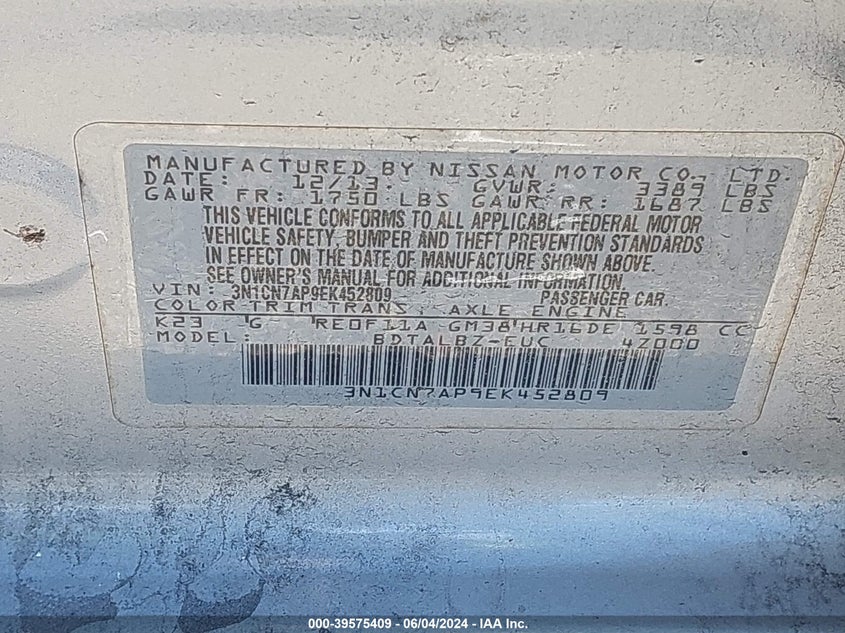 MANUFACTURED BY NISSAN MOTOR CO., LTD.
DATE: 12/13. GVWR: 3389 LBS
GAWR FR: 1750 LBS GAWR RR: 1687 LBS
THIS VEHICLE CONFORMS TO ALL APPLICABLE FEDERAL MOTOR
VEHICLE SAFETY, BUMPER AND THEFT PREVENTION STANDARDS
IN EFFECT ON THE DATE OF MANUFACTURE SHOWN ABOVE.
SEE OWNER'S MANUAL FOR ADDITIONAL INFORMATION.
VIN: 3N1CN7AP9EK452809 PASSENGER CAR.
COLOR TRIM TRANS. AXLE ENGINE
K23 G RE0F11A GM38 HR16DE 1598 CC
MODEL: BDTALBZ-EUC 4Z000
3N1CN7AP9EK452809
000-39575409 - 06/04/2024 - IAA Inc.